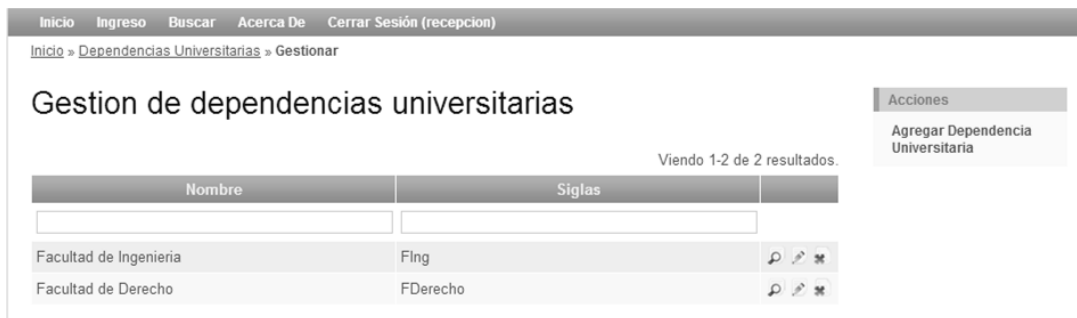 Inicio Ingreso Buscar Acerca De Cerrar Sesión (recepcion)
Inicio » Dependencias Universitarias » Gestionar
Gestion de dependencias universitarias
Acciones
Agregar Dependencia
Universitaria
Viendo 1-2 de 2 resultados.
Nombre Siglas
Facultad de Ingenieria FIng
Facultad de Derecho FDerecho